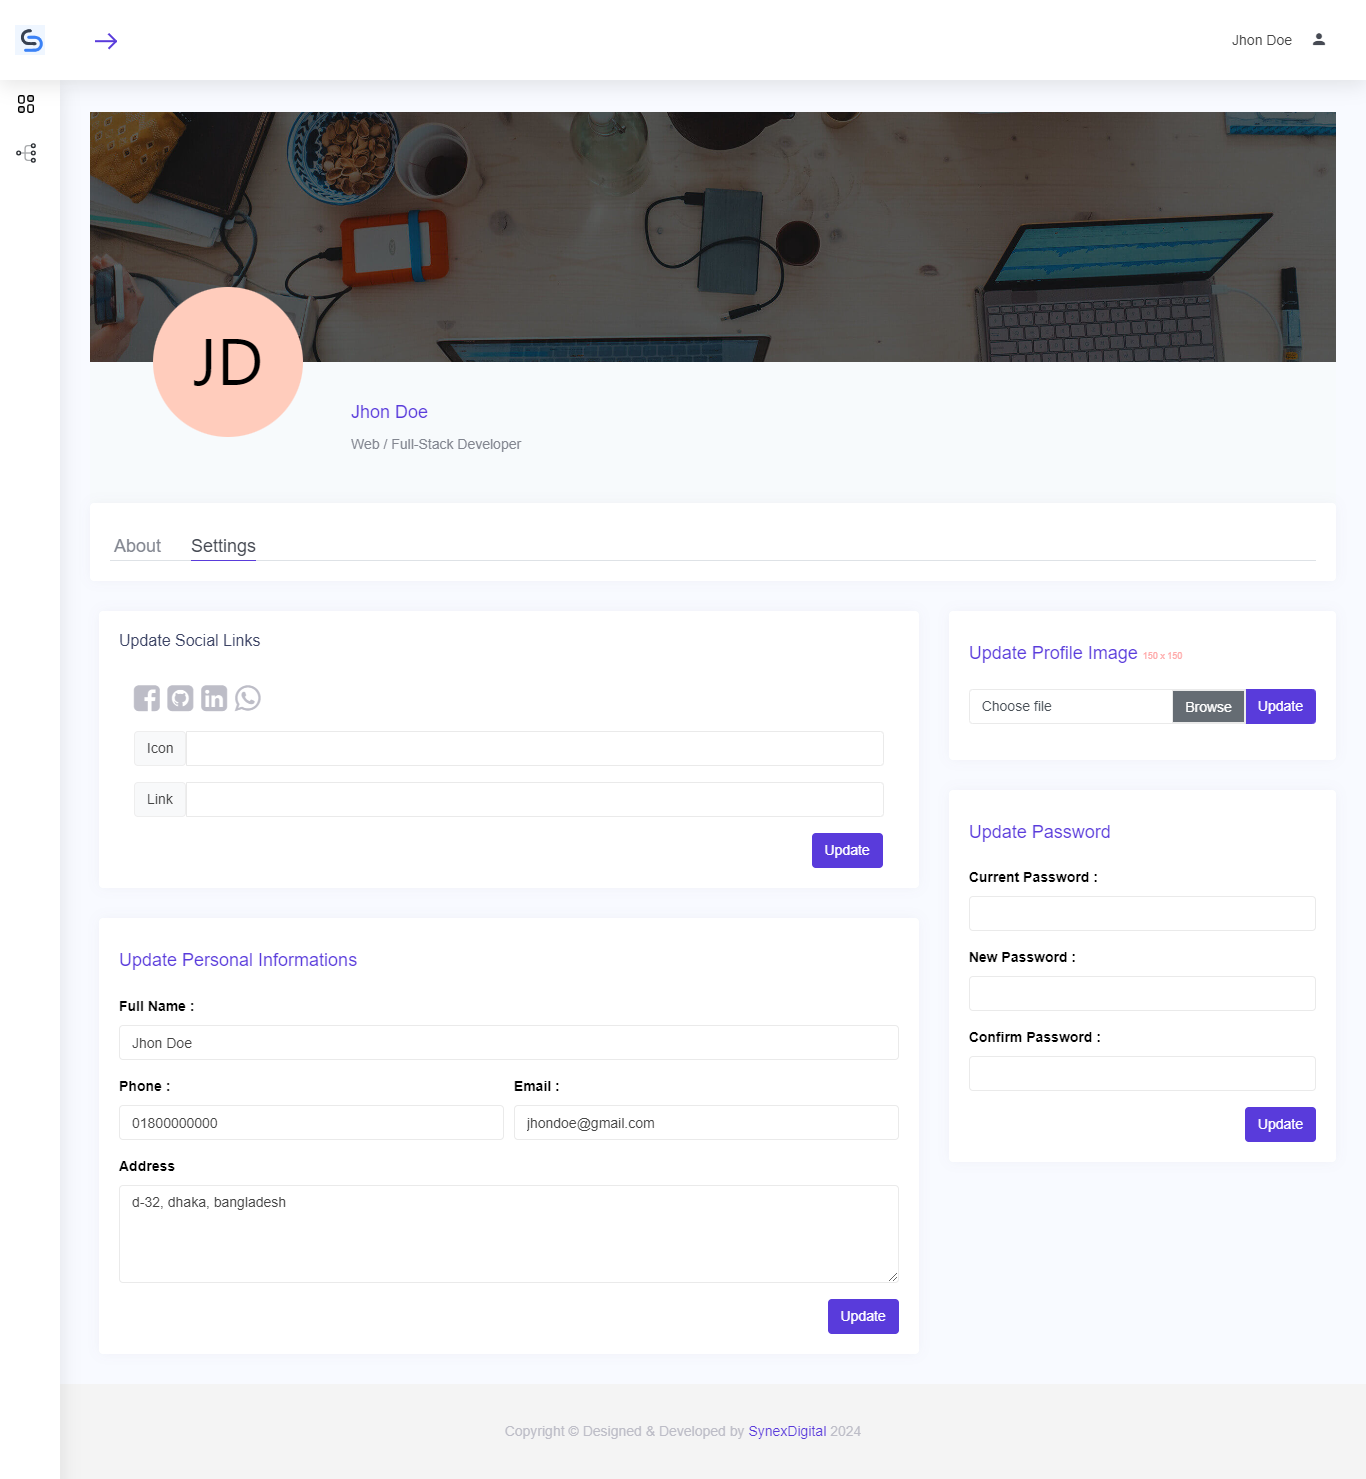 Jhon Doe
JD
Jhon Doe
Web / Full-Stack Developer
About
Settings
Update Social Links
Icon
Link
Update
Update Personal Informations
Full Name :
Jhon Doe
Phone :
Email :
01800000000
jhondoe@gmail.com
Address
d-32, dhaka, bangladesh
Update
Update Profile Image 150 x 150
Choose file
Browse
Update
Update Password
Current Password :
New Password :
Confirm Password :
Update
Copyright © Designed & Developed by SynexDigital 2024